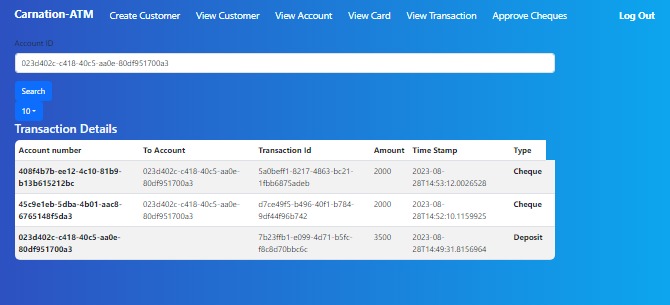 Carnation-ATM Create Customer View Customer View Account View Card View Transaction Approve Cheques Log Out
Account ID
023d402c-c418-40c5-aa0e-80df951700a3
Search
10
Transaction Details
Account number To Account Transaction Id Amount Time Stamp Type
408f4b7b-ee12-4c10-81b9- 023d402c-c418-40c5-aa0e- 5a0beff1-8217-4863-bc21- 2000 2023-08- Cheque
b13b615212bc 80df951700a3 1fbb6875adeb 28T14:53:12.0026528
45c9e1eb-5dba-4b01-aac8- 023d402c-c418-40c5-aa0e- d7ce49f5-b496-40f1-b784- 2000 2023-08- Cheque
6765148f5da3 80df951700a3 9df44f96b742 28T14:52:10.1159925
023d402c-c418-40c5-aa0e- 7b23ffb1-e099-4d71-b5fc- 3500 2023-08- Deposit
80df951700a3 f8c8d70bbc6c 28T14:49:31.8156964